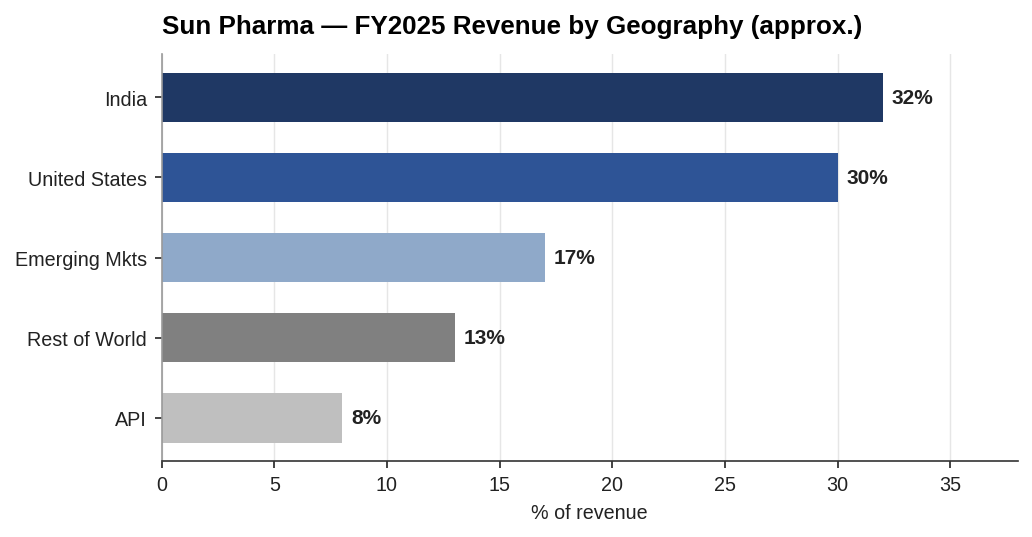 Sun Pharma — FY2025 Revenue by Geography (approx.)
India 32%
United States 30%
Emerging Mkts 17%
Rest of World 13%
API 8%
0 5 10 15 20 25 30 35
% of revenue